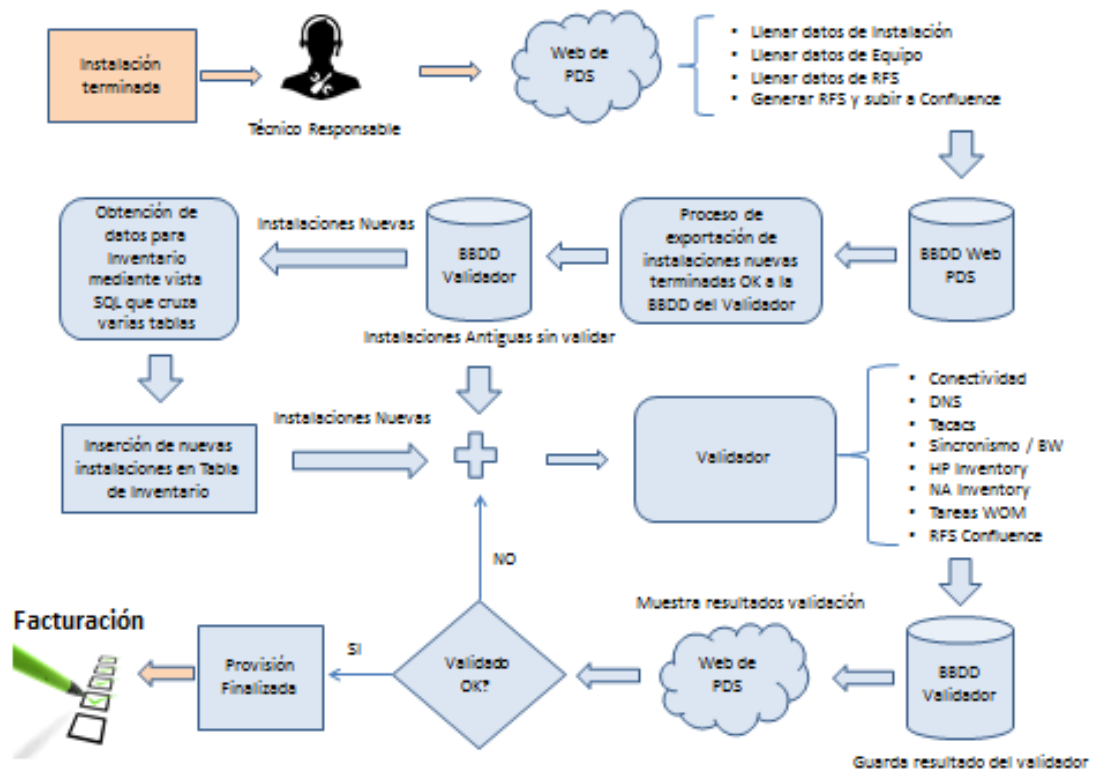 Instalación
terminada
Técnico Responsable
Web de
PDS
• Llenar datos de Instalación
• Llenar datos de Equipo
• Llenar datos de RFS
• Generar RFS y subir a Confluence
Obtención de
datos para
Inventario
mediante vista
SQL que cruza
varias tablas
Instalaciones Nuevas
BBDD
Validador
Proceso de
exportación de
instalaciones nuevas
terminadas OK a la
BBDD del Validador
BBDD Web
PDS
Instalaciones Antiguas sin validar
Inserción de nuevas
instalaciones en Tabla
de Inventario
Instalaciones Nuevas
Validador
• Conectividad
• DNS
• Tacacs
• Sincronismo / BW
• HP Inventory
• NA Inventory
• Tareas WOM
• RFS Confluence
NO
Muestra resultados validación
Facturación
Provisión
Finalizada
SI
Validado
OK?
Web de
PDS
BBDD
Validador
Guarda resultado del validador